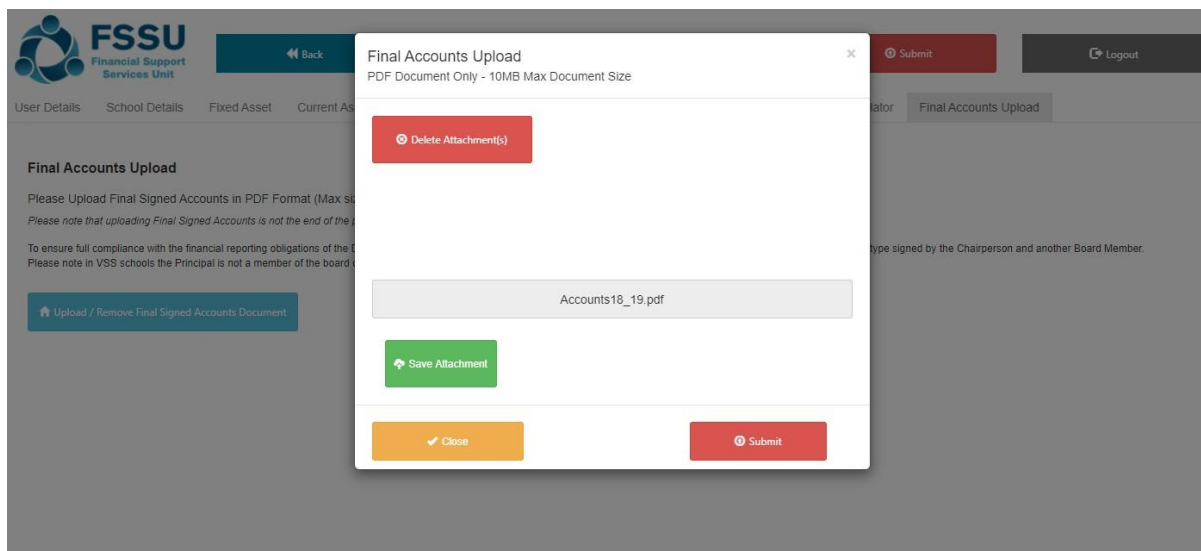 FSSU
Financial Support
Services Unit
Back
Submit
Logout
User Details School Details Fixed Asset Current As
lator Final Accounts Upload
Final Accounts Upload
Please Upload Final Signed Accounts in PDF Format (Max si
Please note that uploading Final Signed Accounts is not the end of the
To ensure full compliance with the financial reporting obligations of the
type signed by the Chairperson and another Board Member.
Please note in VSS schools the Principal is not a member of the board
Upload / Remove Final Signed Accounts Document
Final Accounts Upload
×
PDF Document Only - 10MB Max Document Size
Delete Attachment(s)
Accounts18_19.pdf
Save Attachment
Close
Submit